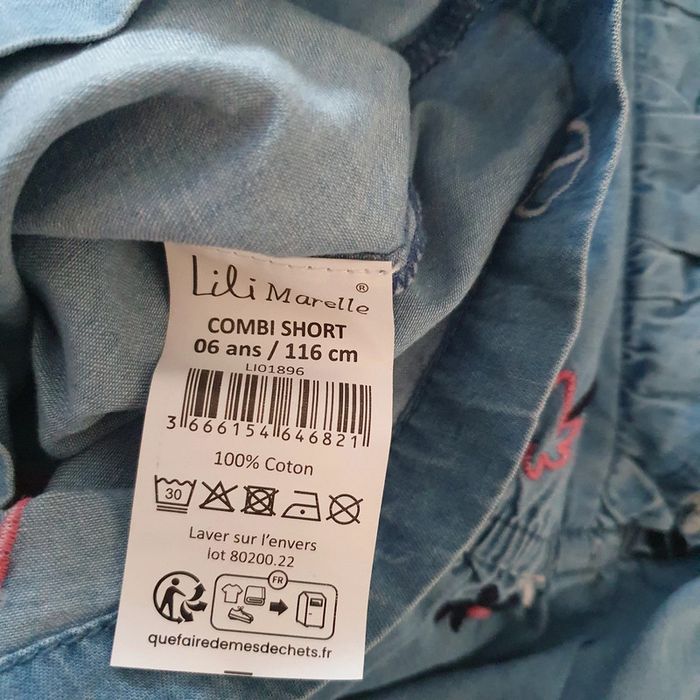 Lili Marelle ®
COMBI SHORT
06 ans / 116 cm
LIO1896
3 666154 646821
100% Coton
30
Laver sur l'envers
lot 80200.22
FR
quefairedemesdechets.fr